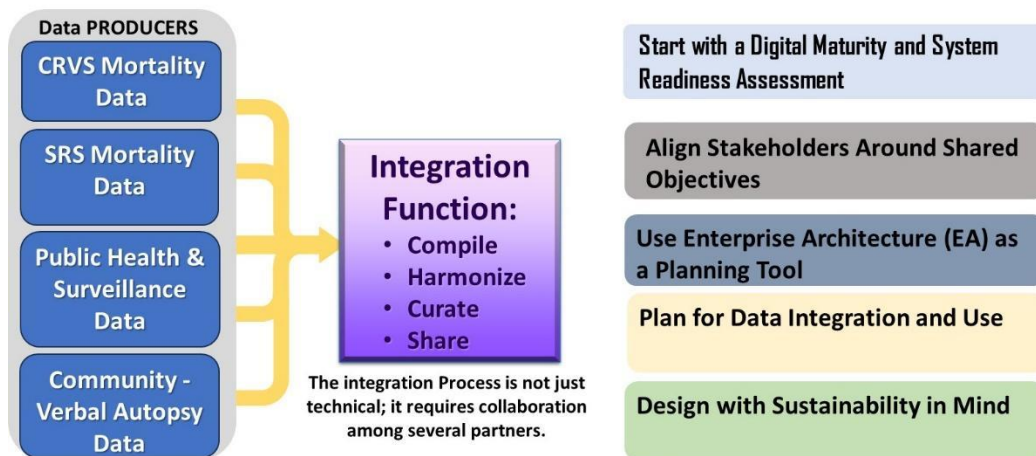 Data PRODUCERS
CRVS Mortality
Data
SRS Mortality
Data
Public Health &
Surveillance
Data
Community -
Verbal Autopsy
Data
Integration
Function:
• Compile
• Harmonize
• Curate
• Share
The integration Process is not just
technical; it requires collaboration
among several partners.
Start with a Digital Maturity and System
Readiness Assessment
Align Stakeholders Around Shared
Objectives
Use Enterprise Architecture (EA) as
a Planning Tool
Plan for Data Integration and Use
Design with Sustainability in Mind